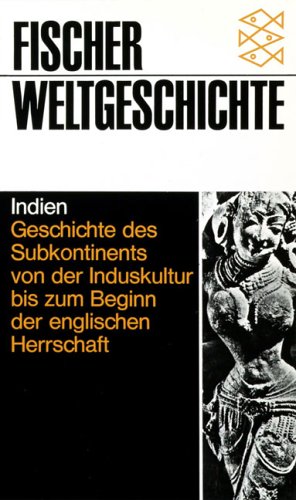 FISCHER
WELTGESCHICHTE
Indien
Geschichte des
Subkontinents
von der Induskultur
bis zum Beginn
der englischen
Herrschaft